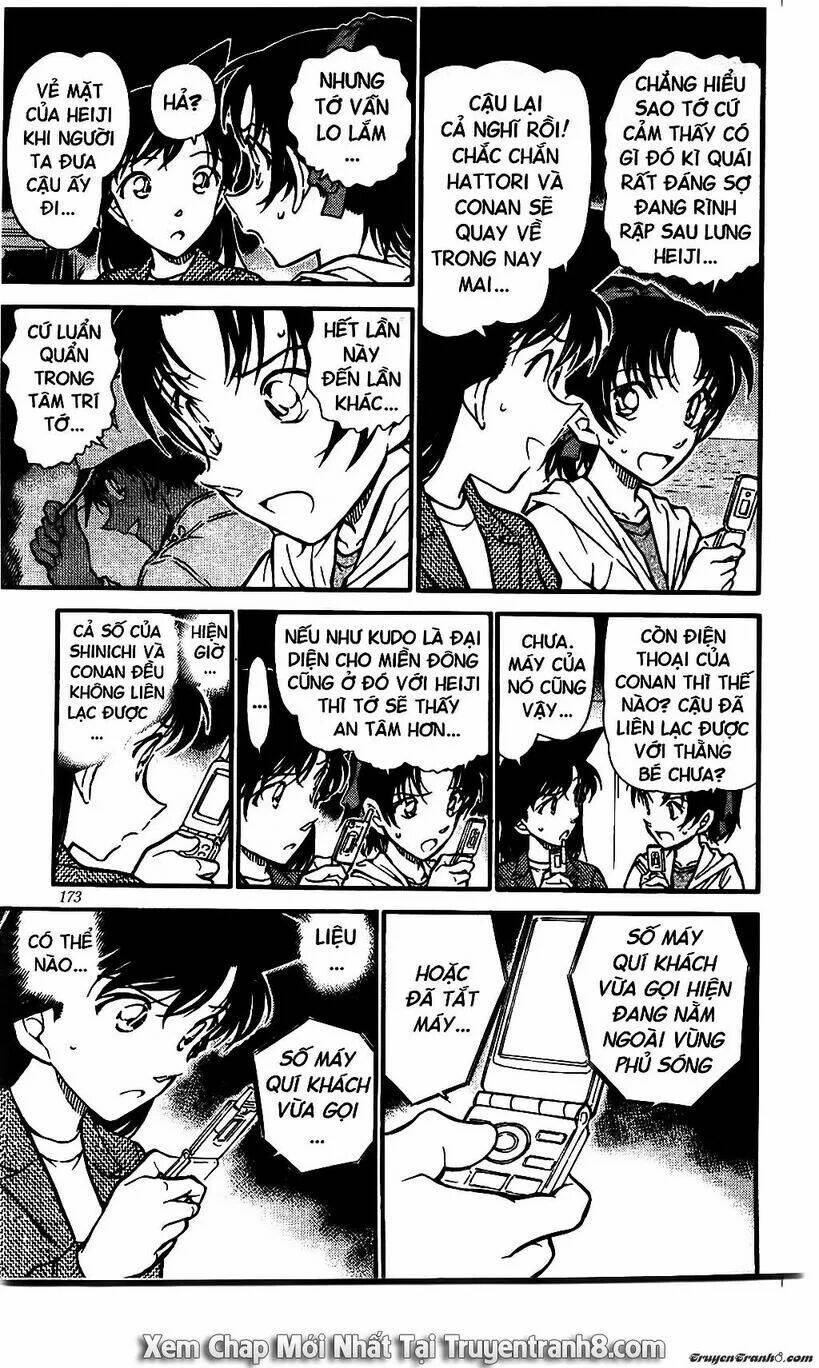 CHẲNG HIỂU
SAO TỚ CỨ
CẢM THẤY CÓ
GÌ ĐÓ KÌ QUÁI
RẤT ĐÁNG SỢ
ĐANG RÌNH
RẬP SAU LƯNG
HEIJI...
CẬU LẠI
CẢ NGHĨ RỒI!
CHẮC CHẮN
HATTORI VÀ
CONAN SẼ
QUAY VỀ
TRONG NAY
MAI...
NHƯNG
TỚ VẪN
LO LẮM
...
HẢ?
VẺ MẶT
CỦA HEIJI
KHI NGƯỜI
TA ĐƯA
CẬU ẤY
ĐI...
HẾT LẦN
NÀY
ĐẾN LẦN
KHÁC...
CỨ LUẨN
QUẨN
TRONG
TÂM TRÍ
TỚ...
CÒN ĐIỆN
THOẠI CỦA
CONAN THÌ THẾ
NÀO? CẬU ĐÃ
LIÊN LẠC ĐƯỢC
VỚI THẰNG
BÉ CHƯA?
CHƯA.
MÁY CỦA
NÓ CŨNG
VẬY...
NẾU NHƯ KUDO LÀ ĐẠI
DIỆN CHO MIỀN ĐÔNG
CŨNG Ở ĐÓ VỚI HEIJI
THÌ TỚ SẼ THẤY
AN TÂM HƠN...
...
HIỆN
GIỜ
...
CẢ SỐ CỦA
SHINICHI VÀ
CONAN ĐỀU
KHÔNG LIÊN
LẠC ĐƯỢC
...
173
SỐ MÁY
QUÍ KHÁCH
VỪA GỌI HIỆN
ĐANG NẰM
NGOÀI VÙNG
PHỦ SÓNG
HOẶC
ĐÃ TẮT
MÁY...
LIỆU
...
SỐ MÁY
QUÍ KHÁCH
VỪA GỌI
...
CÓ THỂ
NÀO...
Xem Chap Mới Nhất Tại Truyentranh8.com
TruyenTranh8.com